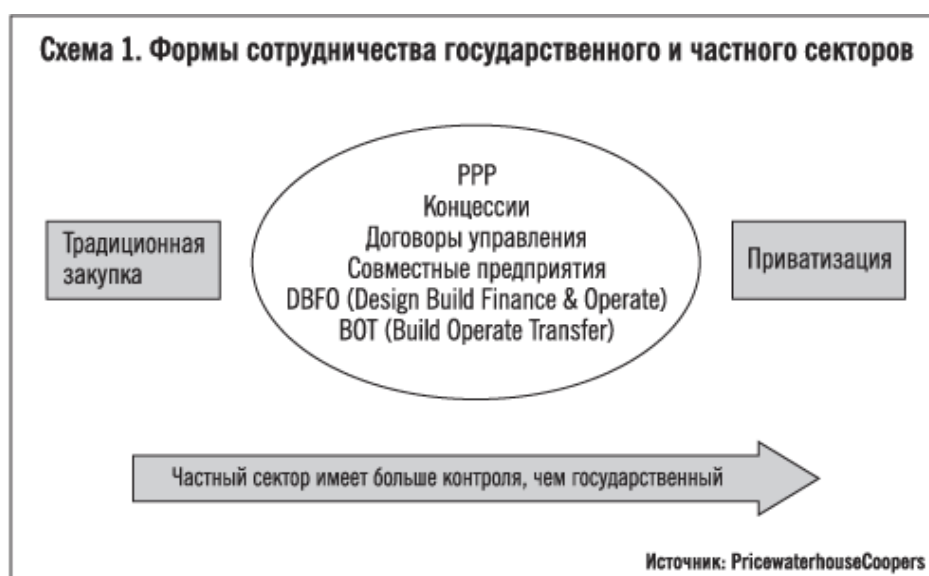 Схема 1. Формы сотрудничества государственного и частного секторов
Традиционная
закупка
PPP
Концессии
Договоры управления
Совместные предприятия
DBFO (Design Build Finance & Operate)
BOT (Build Operate Transfer)
Приватизация
Частный сектор имеет больше контроля, чем государственный
Источник: PricewaterhouseCoopers